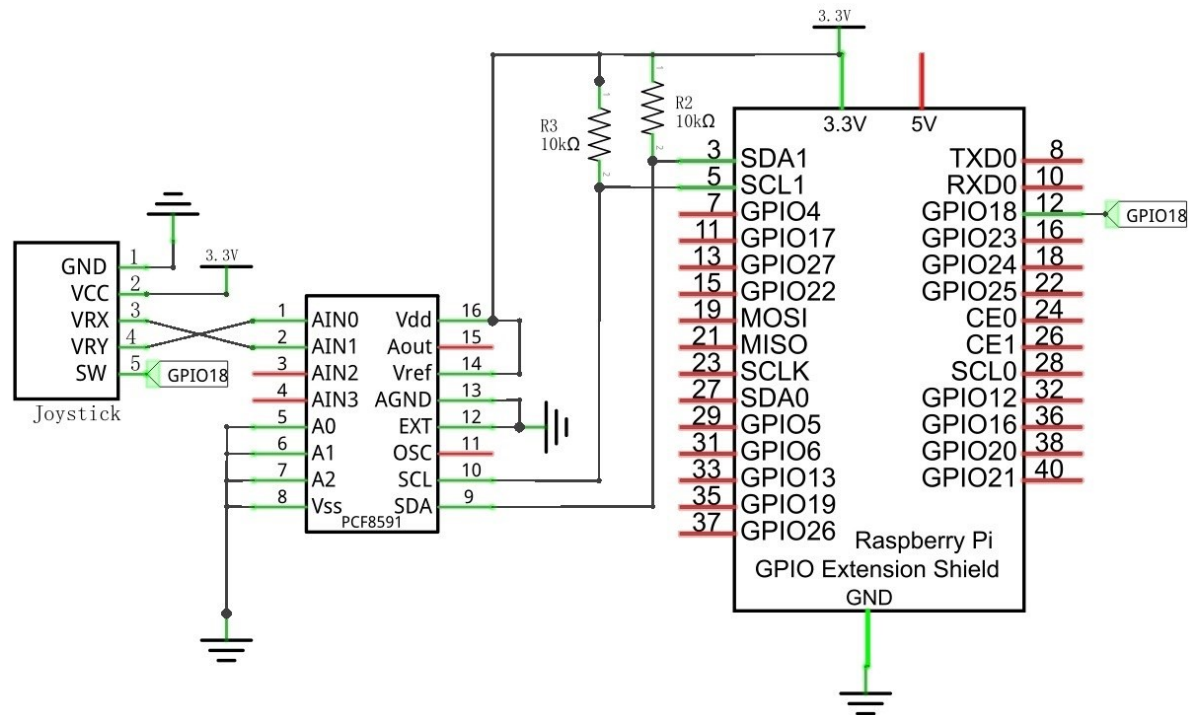 3.3V
3.3V 5V
R3
10kΩ
1
2
R2
10kΩ
1
2
3 SDA1
5 SCL1
7 GPIO4
11 GPIO17
13 GPIO27
15 GPIO22
19 MOSI
21 MISO
23 SCLK
27 SDA0
29 GPIO5
31 GPIO6
33 GPIO13
35 GPIO19
37 GPIO26
TXD0 8
RXD0 10
GPIO18 12
GPIO18
GPIO23 16
GPIO24 18
GPIO25 22
CE0 24
CE1 26
SCL0 28
GPIO12 32
GPIO16 36
GPIO20 38
GPIO21 40
Raspberry Pi
GPIO Extension Shield
GND
3.3V
GND 1
VCC 2
VRX 3
VRY 4
SW 5
GPIO18
Joystick
1 AIN0
2 AIN1
3 AIN2
4 AIN3
5 A0
6 A1
7 A2
8 Vss
Vdd 16
Aout 15
Vref 14
AGND 13
EXT 12
OSC 11
SCL 10
SDA 9
PCF8591